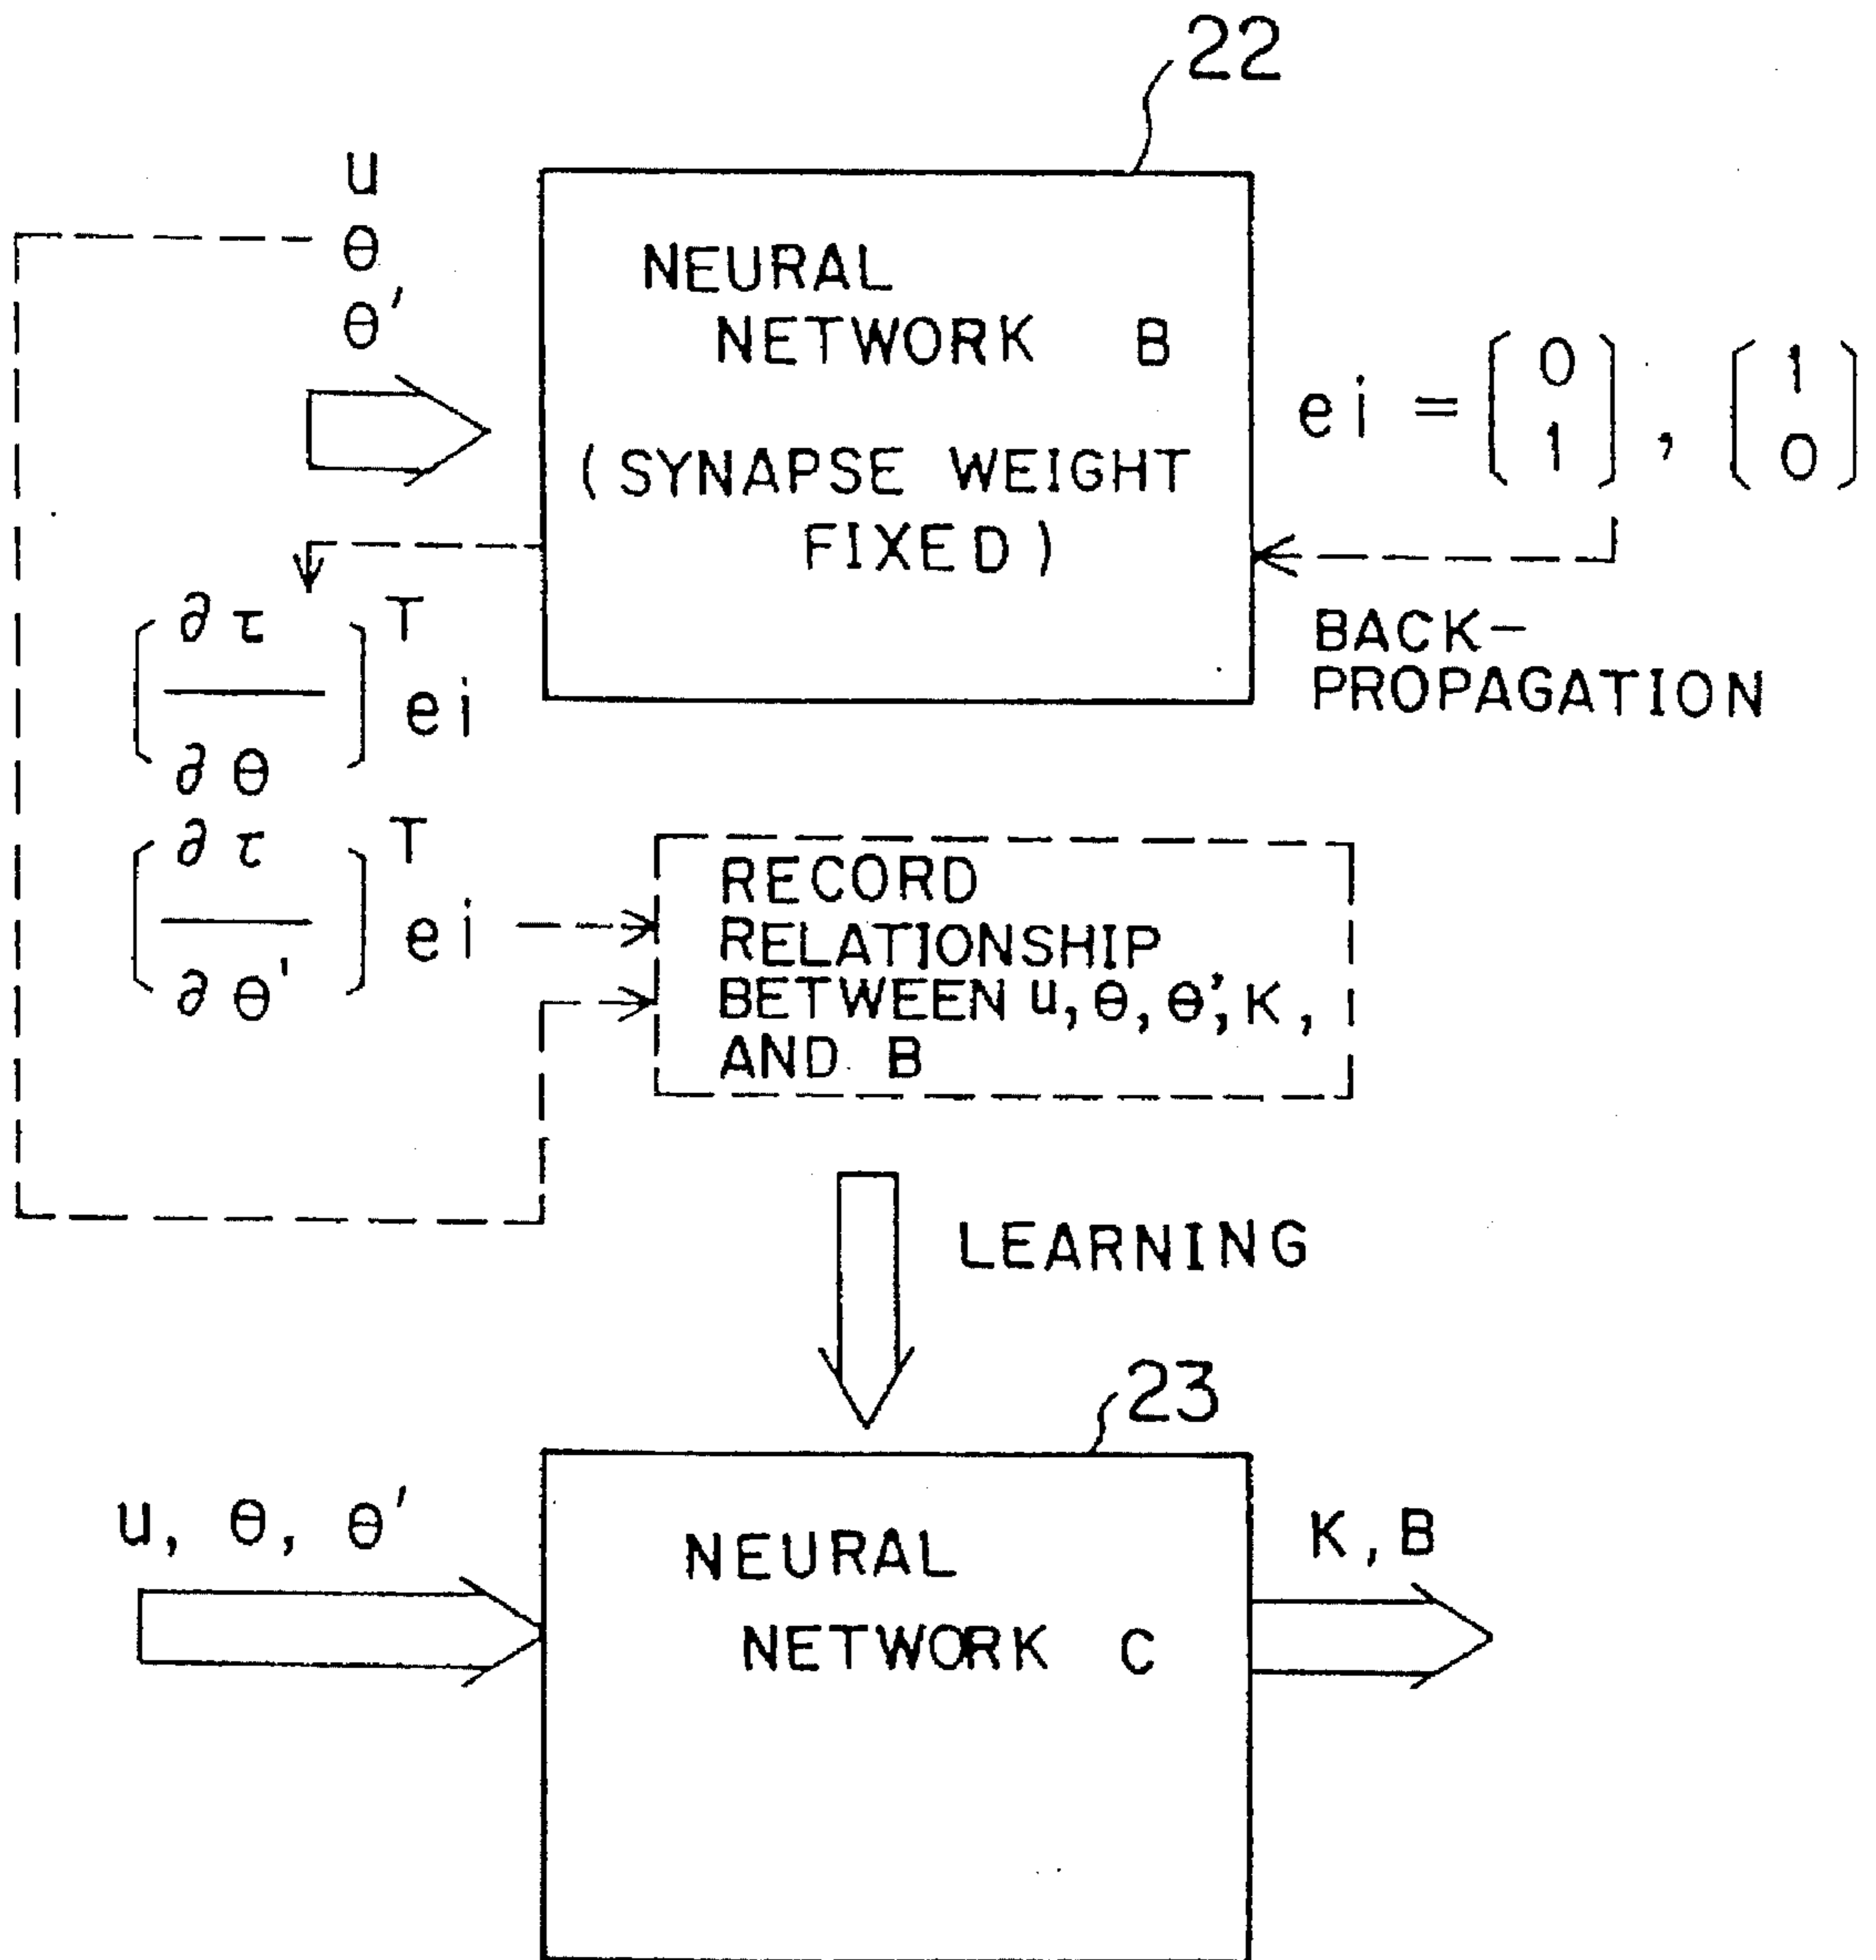 22
u
θ
θ'
NEURAL
NETWORK B
(SYNAPSE WEIGHT
FIXED)
ei = [0 1], [1 0]
BACK-
PROPAGATION
[∂τ/∂θ]T ei
[∂τ/∂θ']T ei
RECORD
RELATIONSHIP
BETWEEN u, θ, θ', K,
AND B
LEARNING
23
u, θ, θ'
NEURAL
NETWORK C
K, B